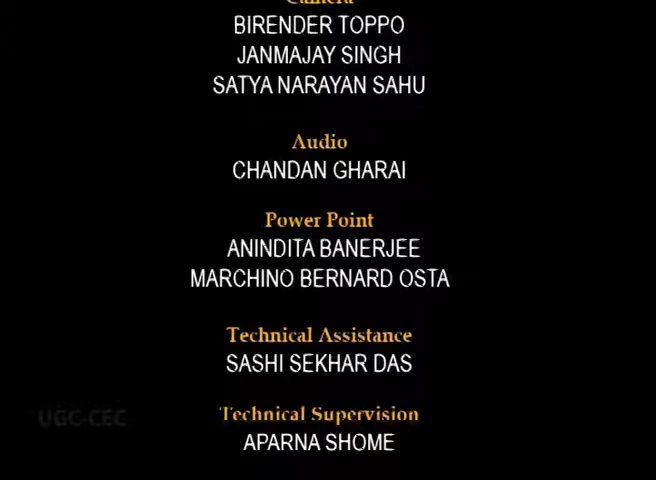 Camera
BIRENDER TOPPO
JANMAJAY SINGH
SATYA NARAYAN SAHU
Audio
CHANDAN GHARAI
Power Point
ANINDITA BANERJEE
MARCHINO BERNARD OSTA
Technical Assistance
SASHI SEKHAR DAS
UGC-CEC
Technical Supervision
APARNA SHOME